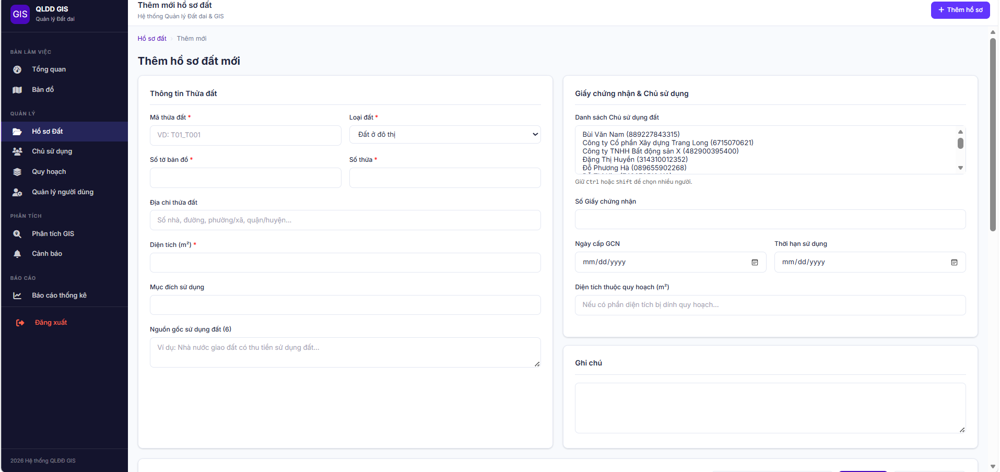 GIS
QLDD GIS
Quản lý Đất đai
BÀN LÀM VIỆC
Tổng quan
Bản đồ
QUẢN LÝ
Hồ sơ Đất
Chủ sử dụng
Quy hoạch
Quản lý người dùng
PHÂN TÍCH
Phân tích GIS
Cảnh báo
BÁO CÁO
Báo cáo thống kê
Đăng xuất
2026 Hệ thống QLĐĐ GIS
Thêm mới hồ sơ đất
Hệ thống Quản lý Đất đai & GIS
+ Thêm hồ sơ
Hồ sơ đất › Thêm mới
Thêm hồ sơ đất mới
Thông tin Thửa đất
Mã thửa đất *
Loại đất *
VD: T01_T001
Đất ở đô thị
Số tờ bản đồ *
Số thửa *
Địa chỉ thửa đất
Số nhà, đường, phường/xã, quận/huyện...
Diện tích (m²) *
Mục đích sử dụng
Nguồn gốc sử dụng đất (6)
Ví dụ: Nhà nước giao đất có thu tiền sử dụng đất...
Giấy chứng nhận & Chủ sử dụng
Danh sách Chủ sử dụng đất
Bùi Văn Nam (889227843315)
Công ty Cổ phần Xây dựng Trang Long (6715070621)
Công ty TNHH Bất động sản X (482900395400)
Đặng Thị Huyền (314310012352)
Đỗ Phương Hà (089655902268)
Giữ Ctrl hoặc Shift để chọn nhiều người.
Số Giấy chứng nhận
Ngày cấp GCN
Thời hạn sử dụng
mm/dd/yyyy
mm/dd/yyyy
Diện tích thuộc quy hoạch (m²)
Nếu có phần diện tích bị dính quy hoạch...
Ghi chú